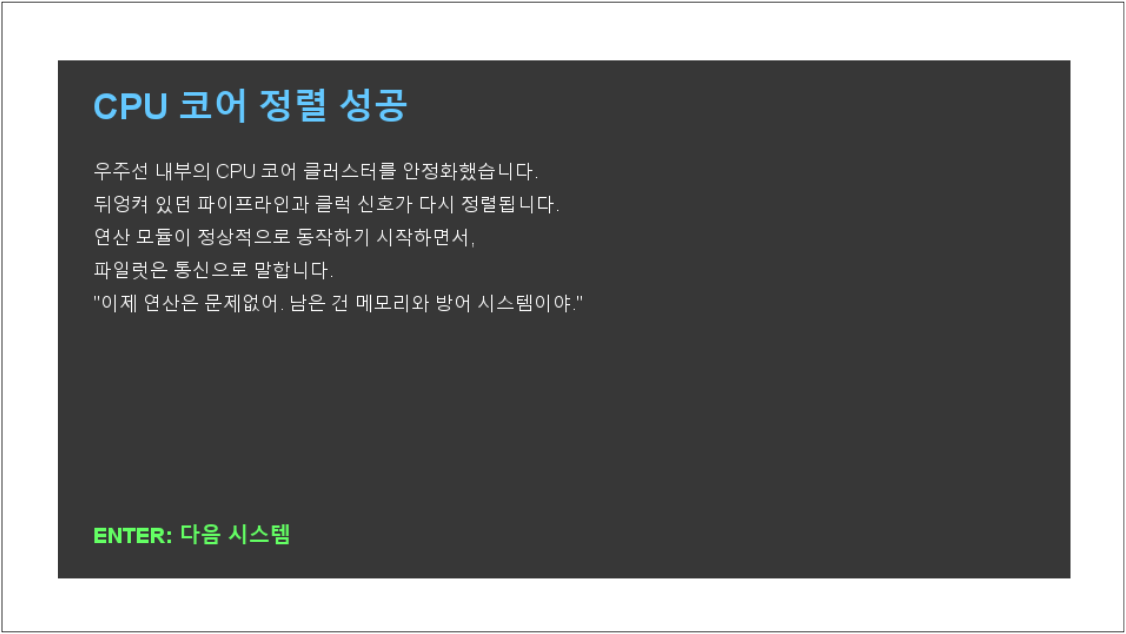 CPU 코어 정렬 성공
우주선 내부의 CPU 코어 클러스터를 안정화했습니다.
뒤엉켜 있던 파이프라인과 클럭 신호가 다시 정렬됩니다.
연산 모듈이 정상적으로 동작하기 시작하면서,
파일럿은 통신으로 말합니다.
"이제 연산은 문제없어. 남은 건 메모리와 방어 시스템이야."
ENTER: 다음 시스템